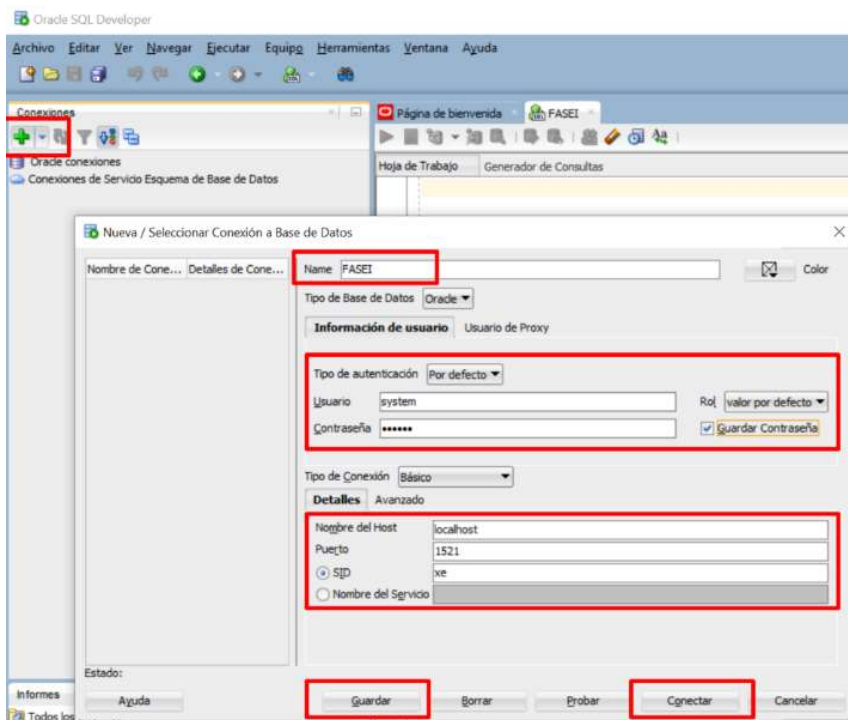 Oracle SQL Developer
Archivo Editar Ver Navegar Ejecutar Equipo Herramientas Ventana Ayuda
Conexiones
Página de bienvenida
FASEI
Oracle conexiones
Conexiones de Servicio Esquema de Base de Datos
Hoja de Trabajo Generador de Consultas
Nueva / Seleccionar Conexión a Base de Datos
Nombre de Cone... Detalles de Cone...
Name FASEI
Color
Tipo de Base de Datos Oracle
Información de usuario Usuario de Proxy
Tipo de autenticación Por defecto
Usuario system
Rol valor por defecto
Contraseña ••••••
Guardar Contraseña
Tipo de Conexión Básico
Detalles Avanzado
Nombre del Host localhost
Puerto 1521
SID xe
Nombre del Servicio
Estado:
Ayuda Guardar Borrar Probar Conectar Cancelar
Informes
Todos los